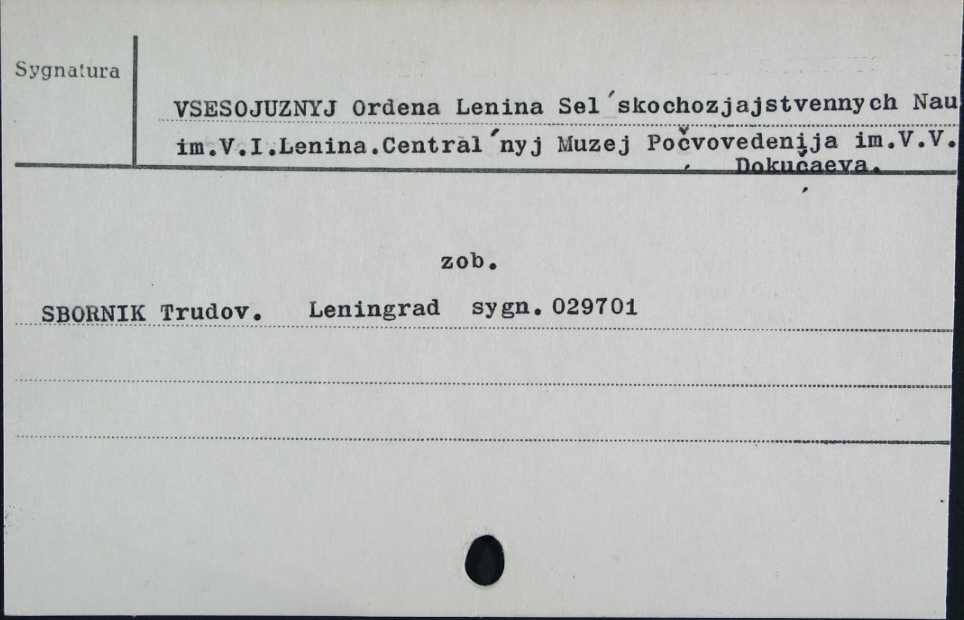 Sygnatura
VSESOJUZNYJ Ordena Lenina Sel´skochozjajstvennych Nau
im.V.I.Lenina.Central´nyj Muzej Počvovedenija im.V.V.
Dokučaeva.
zob.
SBORNIK Trudov. Leningrad sygn. 029701